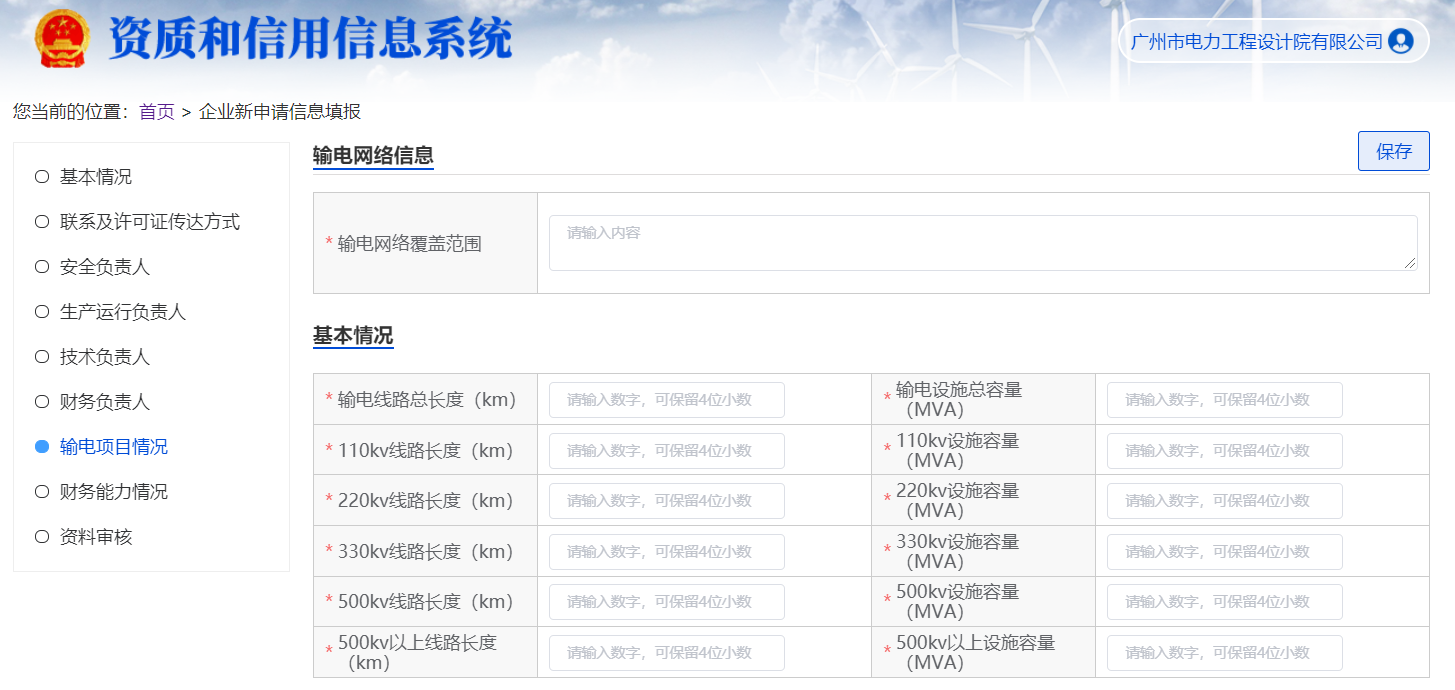 资质和信用信息系统
广州市电力工程设计院有限公司
您当前的位置：首页 > 企业新申请信息填报
基本情况
联系及许可证传达方式
安全负责人
生产运行负责人
技术负责人
财务负责人
输电项目情况
财务能力情况
资料审核
输电网络信息
保存
* 输电网络覆盖范围
请输入内容
基本情况
* 输电线路总长度（km）
请输入数字，可保留4位小数
* 输电设施总容量
（MVA）
请输入数字，可保留4位小数
* 110kv线路长度（km）
请输入数字，可保留4位小数
* 110kv设施容量
（MVA）
请输入数字，可保留4位小数
* 220kv线路长度（km）
请输入数字，可保留4位小数
* 220kv设施容量
（MVA）
请输入数字，可保留4位小数
* 330kv线路长度（km）
请输入数字，可保留4位小数
* 330kv设施容量
（MVA）
请输入数字，可保留4位小数
* 500kv线路长度（km）
请输入数字，可保留4位小数
* 500kv设施容量
（MVA）
请输入数字，可保留4位小数
* 500kv以上线路长度
（km）
请输入数字，可保留4位小数
* 500kv以上设施容量
（MVA）
请输入数字，可保留4位小数